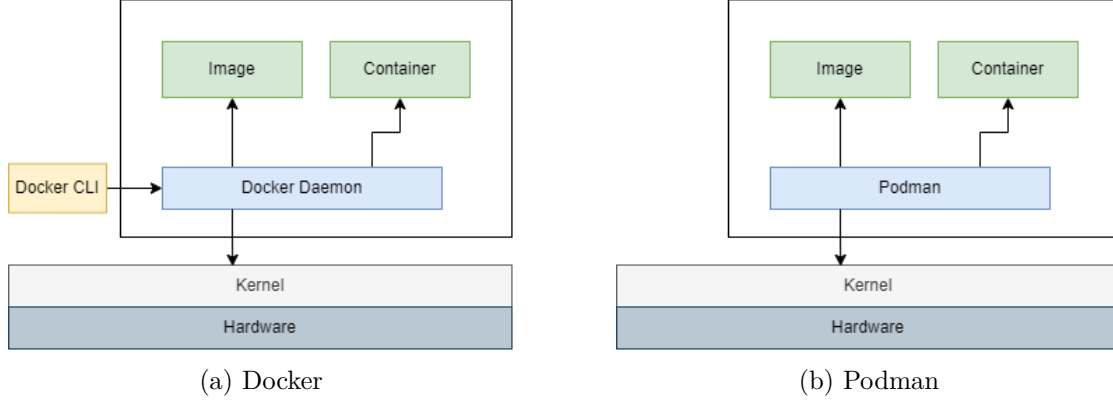 Image
Container
Docker CLI
Docker Daemon
Kernel
Hardware
(a) Docker
Image
Container
Podman
Kernel
Hardware
(b) Podman